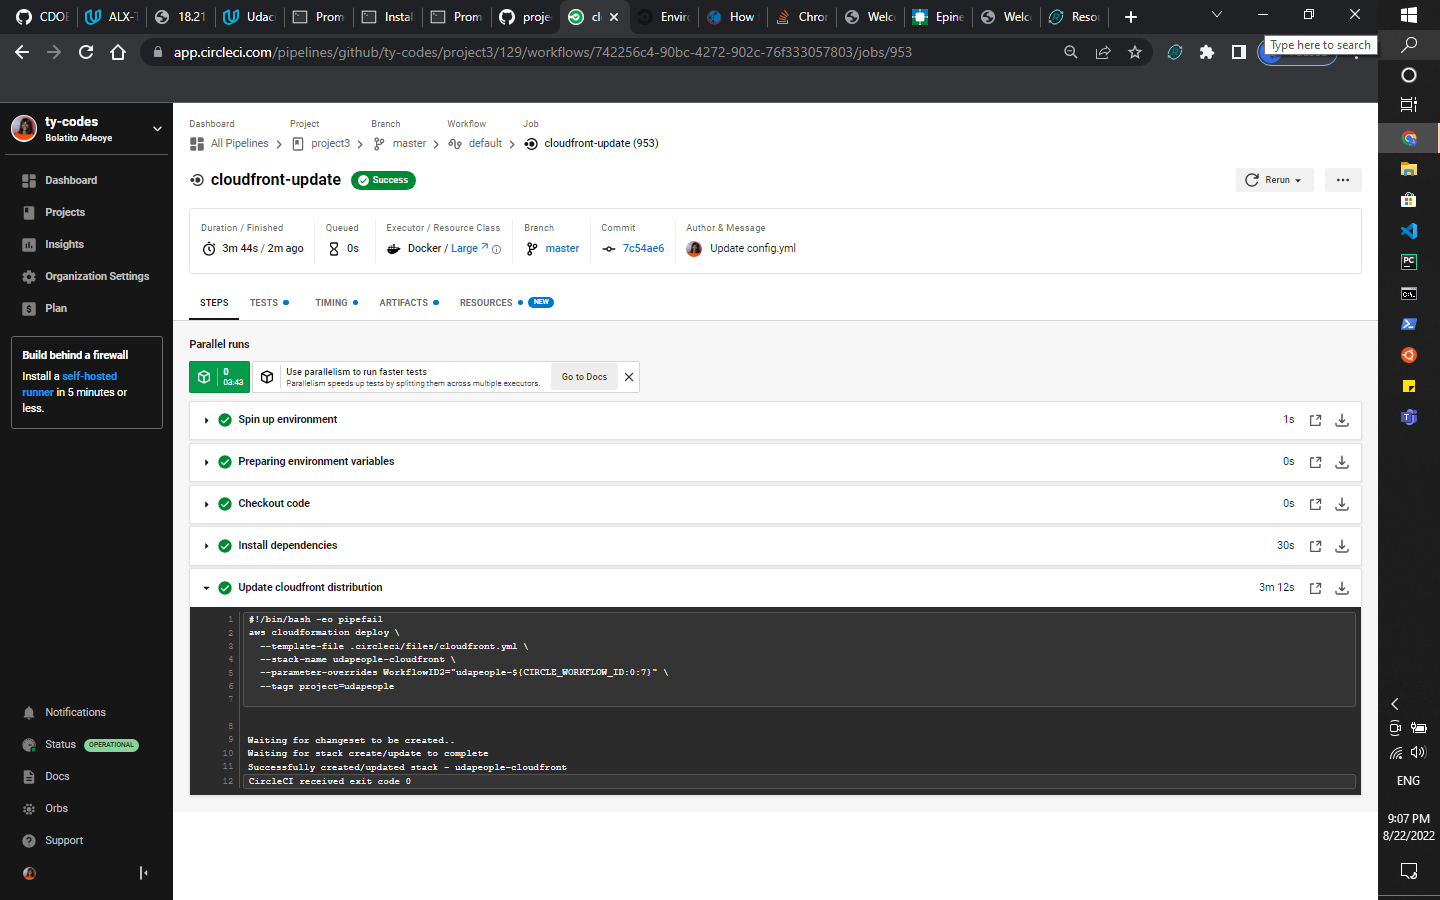 CDOE
ALX-T
18.21
Udaci
Prom
Instal
Prom
proje
cl
Enviro
How
Chror
Welco
Epine
Welco
Reso
app.circleci.com/pipelines/github/ty-codes/project3/129/workflows/742256c4-90bc-4272-902c-76f333057803/jobs/953
Type here to search
ty-codes
Bolatito Adeoye
Dashboard
Projects
Insights
Organization Settings
Plan
Build behind a firewall
Install a self-hosted
runner in 5 minutes or
less.
Notifications
Status OPERATIONAL
Docs
Orbs
Support
Dashboard Project Branch Workflow Job
All Pipelines project3 master default cloudfront-update (953)
cloudfront-update Success
Rerun
Duration / Finished Queued Executor / Resource Class Branch Commit Author & Message
3m 44s / 2m ago 0s Docker / Large master 7c54ae6 Update config.yml
STEPS TESTS TIMING ARTIFACTS RESOURCES NEW
Parallel runs
0
03:43
Use parallelism to run faster tests
Parallelism speeds up tests by splitting them across multiple executors.
Go to Docs
Spin up environment 1s
Preparing environment variables 0s
Checkout code 0s
Install dependencies 30s
Update cloudfront distribution 3m 12s
1 #!/bin/bash -eo pipefail
2 aws cloudformation deploy \
3 --template-file .circleci/files/cloudfront.yml \
4 --stack-name udapeople-cloudfront \
5 --parameter-overrides WorkflowID2="udapeople-${CIRCLE_WORKFLOW_ID:0:7}" \
6 --tags project=udapeople
7
8
9 Waiting for changeset to be created..
10 Waiting for stack create/update to complete
11 Successfully created/updated stack - udapeople-cloudfront
12 CircleCI received exit code 0
ENG
9:07 PM
8/22/2022